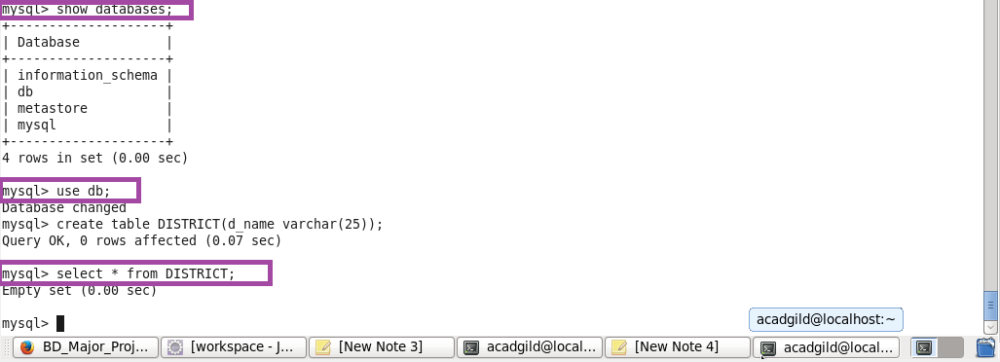 mysql> show databases;
+--------------------+
| Database           |
+--------------------+
| information_schema |
| db                 |
| metastore          |
| mysql              |
+--------------------+
4 rows in set (0.00 sec)
mysql> use db;
Database changed
mysql> create table DISTRICT(d_name varchar(25));
Query OK, 0 rows affected (0.07 sec)
mysql> select * from DISTRICT;
Empty set (0.00 sec)
mysql>
acadgild@localhost:~
BD_Major_Proj... [workspace - J... [New Note 3] acadgild@local... [New Note 4] acadgild@local...